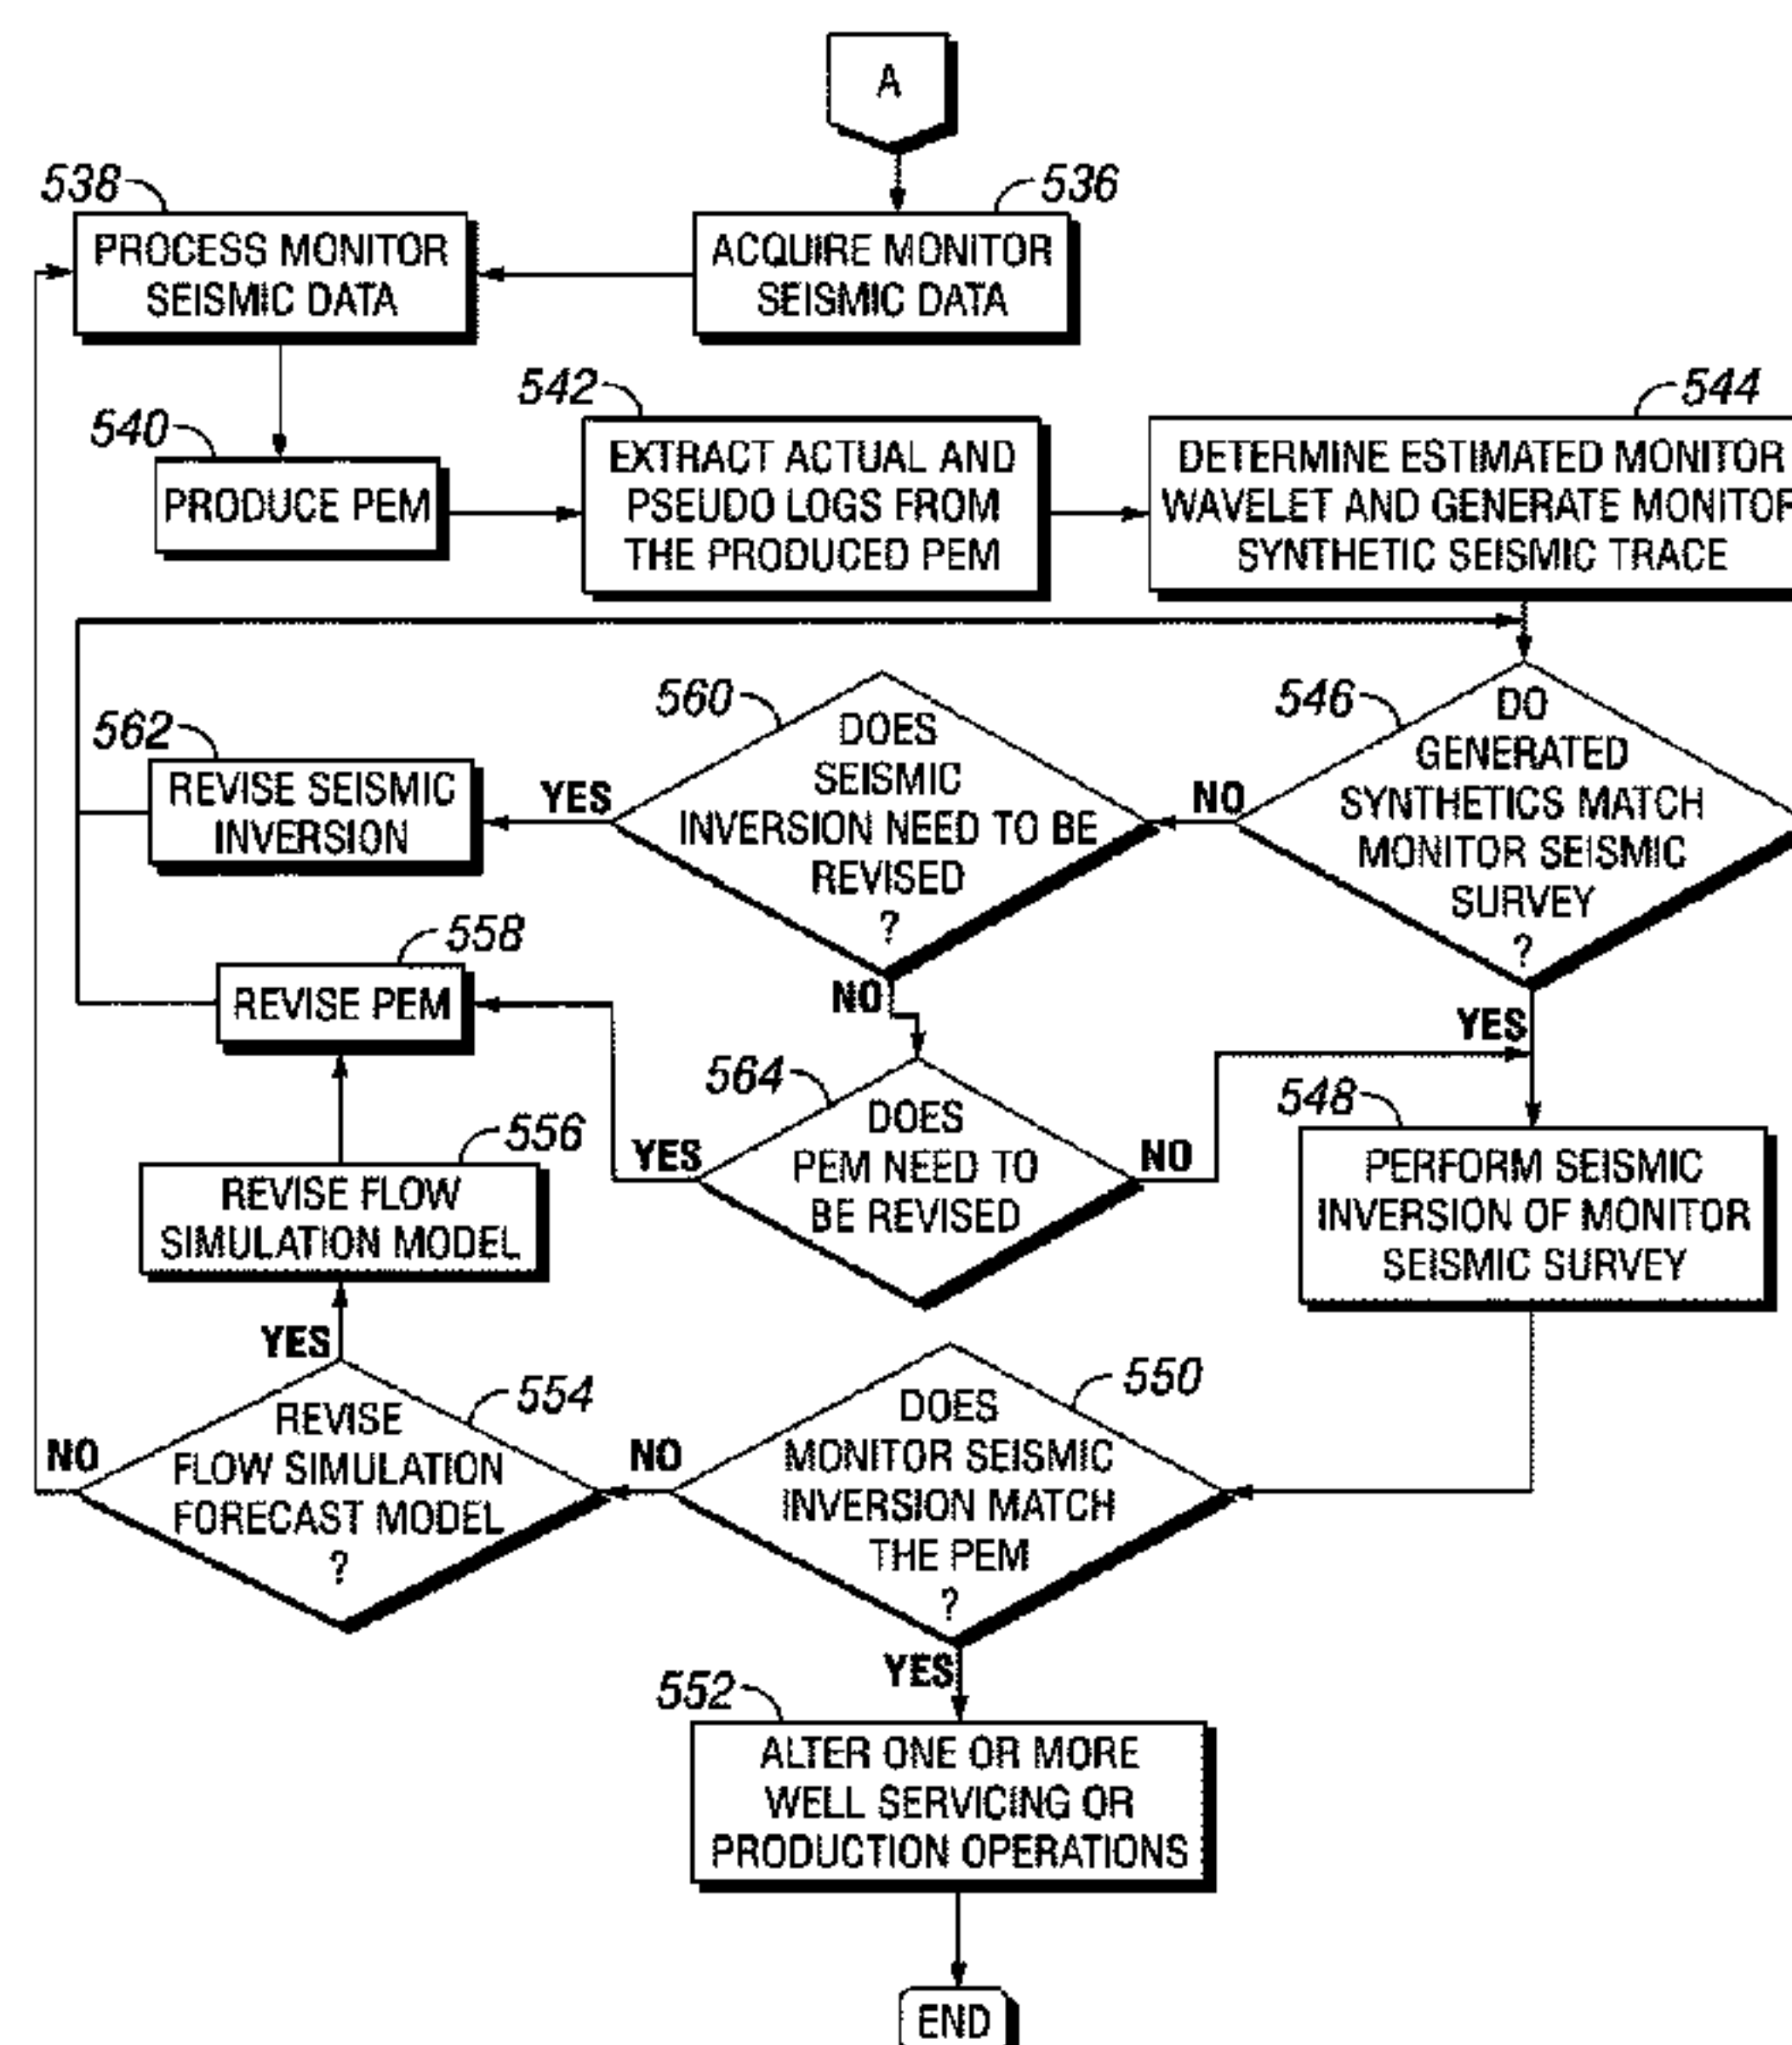 A
538
536
PROCESS MONITOR
SEISMIC DATA
ACQUIRE MONITOR
SEISMIC DATA
540
542
544
PRODUCE PEM
EXTRACT ACTUAL AND
PSEUDO LOGS FROM
THE PRODUCED PEM
DETERMINE ESTIMATED MONITOR
WAVELET AND GENERATE MONITOR
SYNTHETIC SEISMIC TRACE
562
560
546
REVISE SEISMIC
INVERSION
YES
DOES
SEISMIC
INVERSION NEED TO BE
REVISED
?
NO
DO
GENERATED
SYNTHETICS MATCH
MONITOR SEISMIC
SURVEY
?
558
REVISE PEM
NO
YES
564
548
556
REVISE FLOW
SIMULATION MODEL
YES
DOES
PEM NEED TO
BE REVISED
NO
PERFORM SEISMIC
INVERSION OF MONITOR
SEISMIC SURVEY
YES
554
550
NO
REVISE
FLOW SIMULATION
FORECAST MODEL
?
NO
DOES
MONITOR SEISMIC
INVERSION MATCH
THE PEM
?
YES
552
ALTER ONE OR MORE
WELL SERVICING OR
PRODUCTION OPERATIONS
END